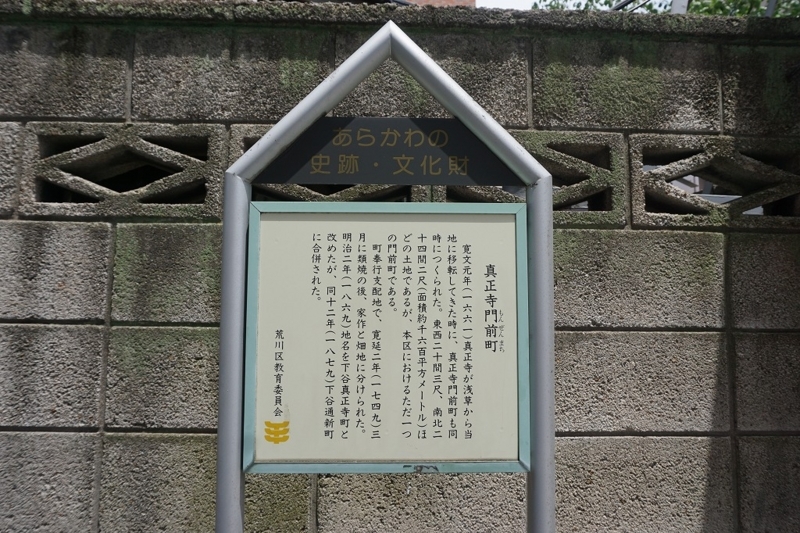 あらかわの
史跡・文化財
真正寺門前町
もんぜんまち
寛文元年(一六六一)真正寺が浅草から当
地に移転してきた時に、真正寺門前町も同
時につくられた。東西二十間三尺、南北二
十四間二尺(面積約千六百平方メートル)ほ
どの土地であるが、本区におけるただ一つ
の門前町である。
町奉行支配地で、寛延二年(一七四九)三
月に類焼の後、家作と畑地に分けられた。
明治二年(一八六九)地名を下谷真正寺町と
改めたが、同十二年(一八七九)下谷通新町
に合併された。
荒川区教育委員会